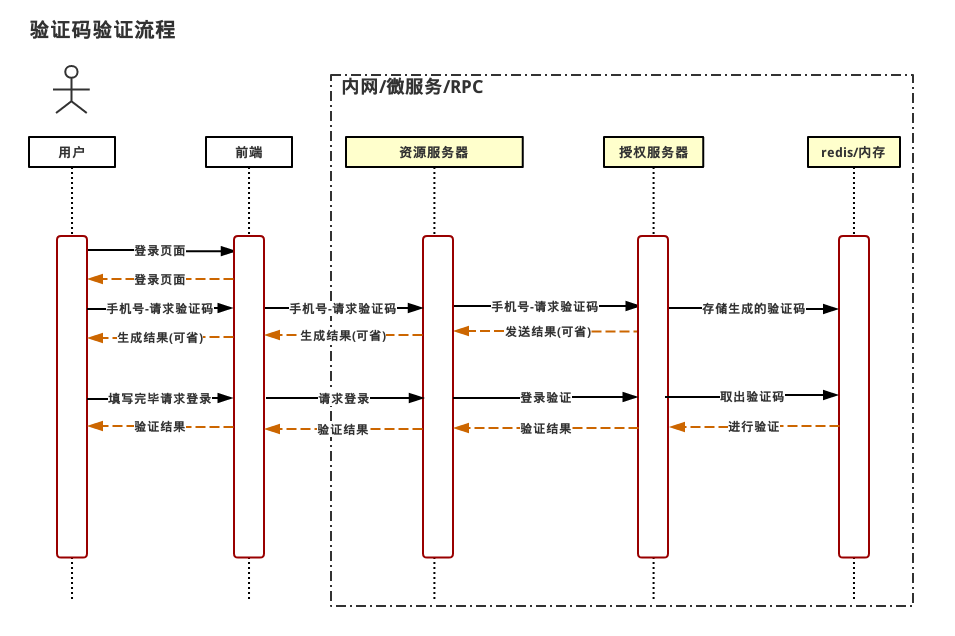 验证码验证流程
内网/微服务/RPC
用户
前端
资源服务器
授权服务器
redis/内存
登录页面
登录页面
手机号-请求验证码
手机号-请求验证码
手机号-请求验证码
存储生成的验证码
生成结果(可省)
生成结果(可省)
发送结果(可省)
填写完毕请求登录
请求登录
登录验证
取出验证码
验证结果
验证结果
验证结果
进行验证